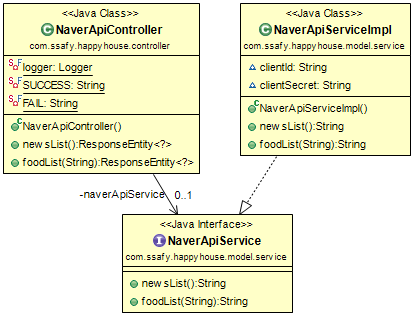 <<Java Class>>
NaverApiController
com.ssafy.happyhouse.controller
logger: Logger
SUCCESS: String
FAIL: String
NaverApiController()
newsList():ResponseEntity<?>
foodList(String):ResponseEntity<?>
<<Java Class>>
NaverApiServiceImpl
com.ssafy.happyhouse.model.service
clientId: String
clientSecret: String
NaverApiServiceImpl()
newsList():String
foodList(String):String
-naverApiService 0..1
<<Java Interface>>
NaverApiService
com.ssafy.happyhouse.model.service
newsList():String
foodList(String):String